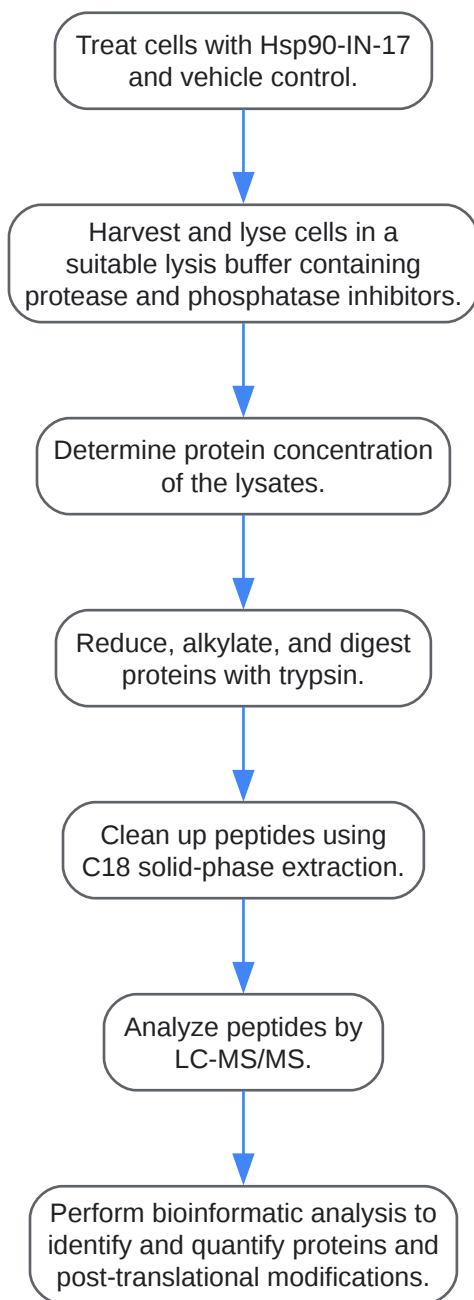 Treat cells with Hsp90-IN-17
and vehicle control.
Harvest and lyse cells in a
suitable lysis buffer containing
protease and phosphatase inhibitors.
Determine protein concentration
of the lysates.
Reduce, alkylate, and digest
proteins with trypsin.
Clean up peptides using
C18 solid-phase extraction.
Analyze peptides by
LC-MS/MS.
Perform bioinformatic analysis to
identify and quantify proteins and
post-translational modifications.